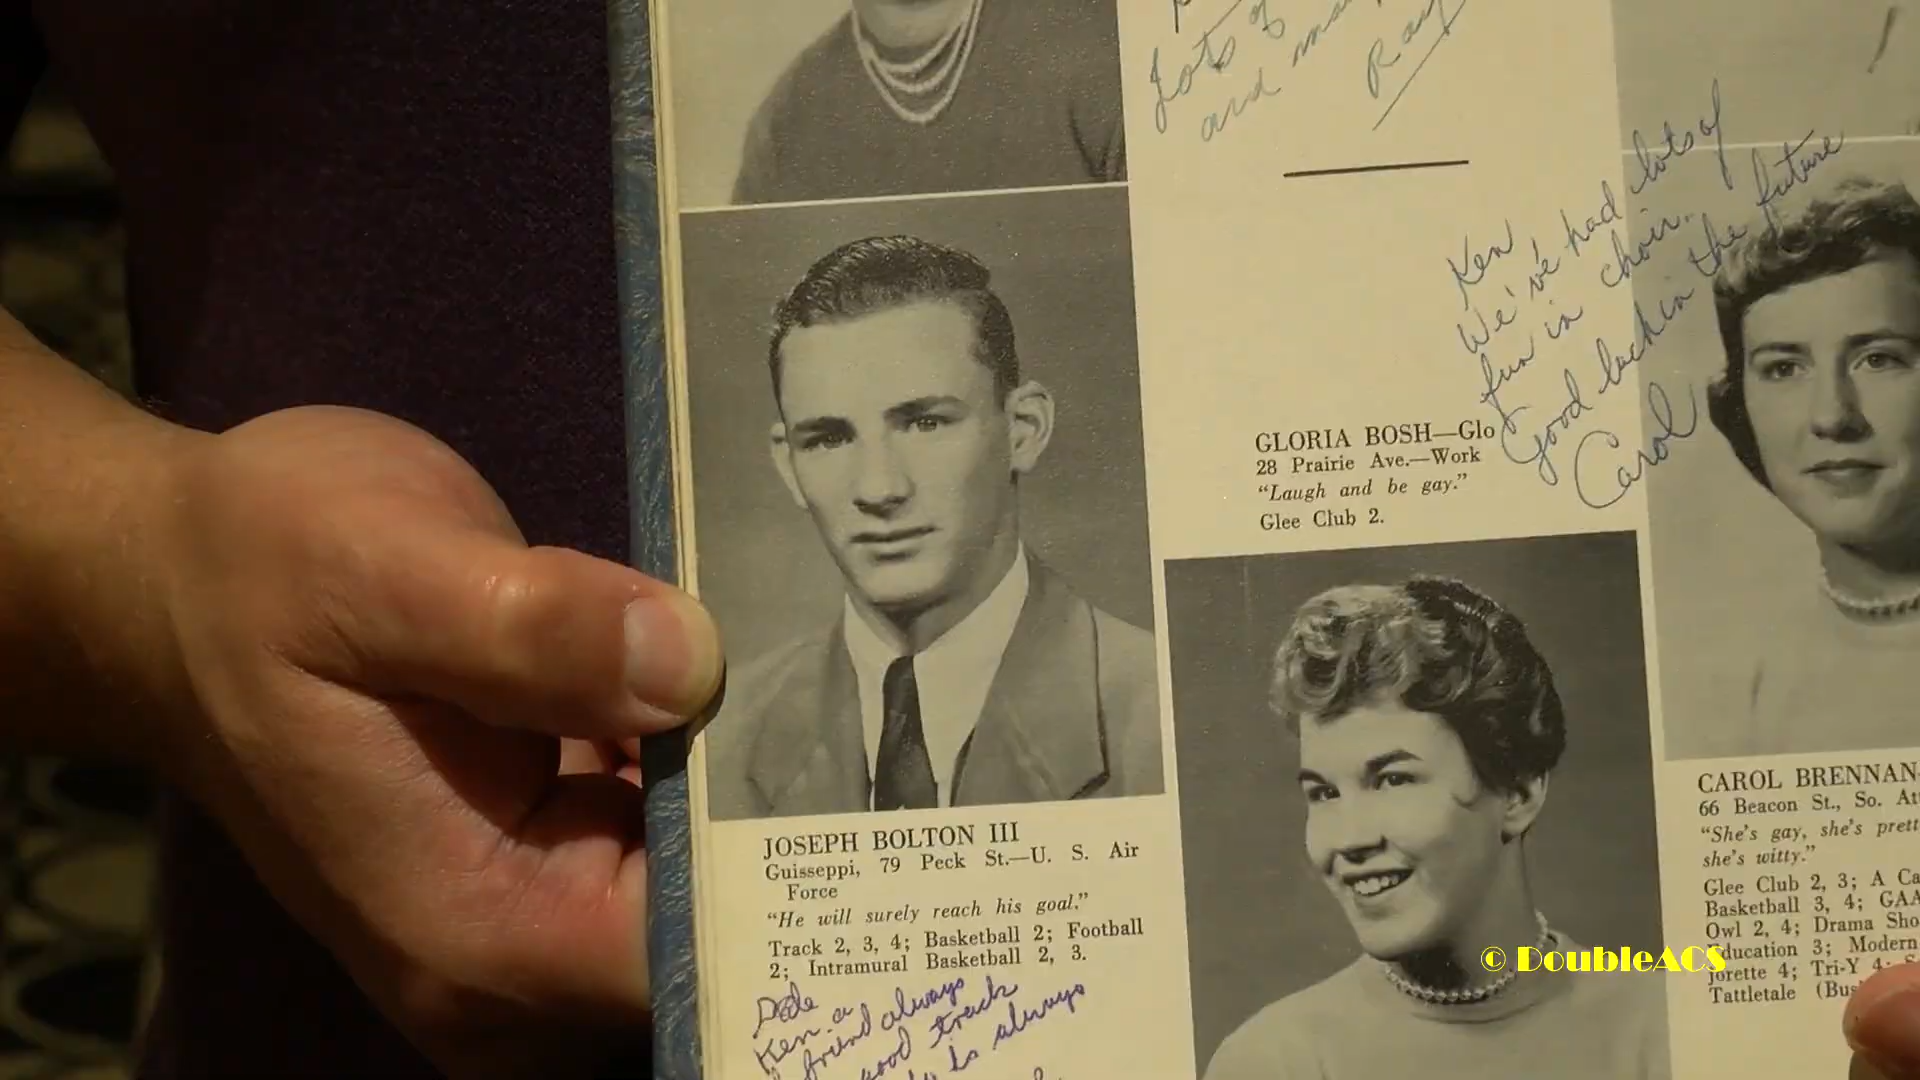 Lots of
and
Ray
Ken,
We've had lots of
fun in choir.
Good luck in the future
Carol
GLORIA BOSH—Glo
28 Prairie Ave.—Work
"Laugh and be gay."
Glee Club 2.
JOSEPH BOLTON III
Guisseppi, 79 Peck St.—U. S. Air
Force
"He will surely reach his goal."
Track 2, 3, 4; Basketball 2; Football
2; Intramural Basketball 2, 3.
Ken a
friend always
good track
always
CAROL BRENNAN
66 Beacon St., So.
"She's gay, she's
she's witty."
Glee Club 2, 3; A
Basketball 3, 4;
Owl 2, 4; Drama
Education 3; Modern
jorette 4; Tri-Y 4;
Tattletale
© DoubleACS